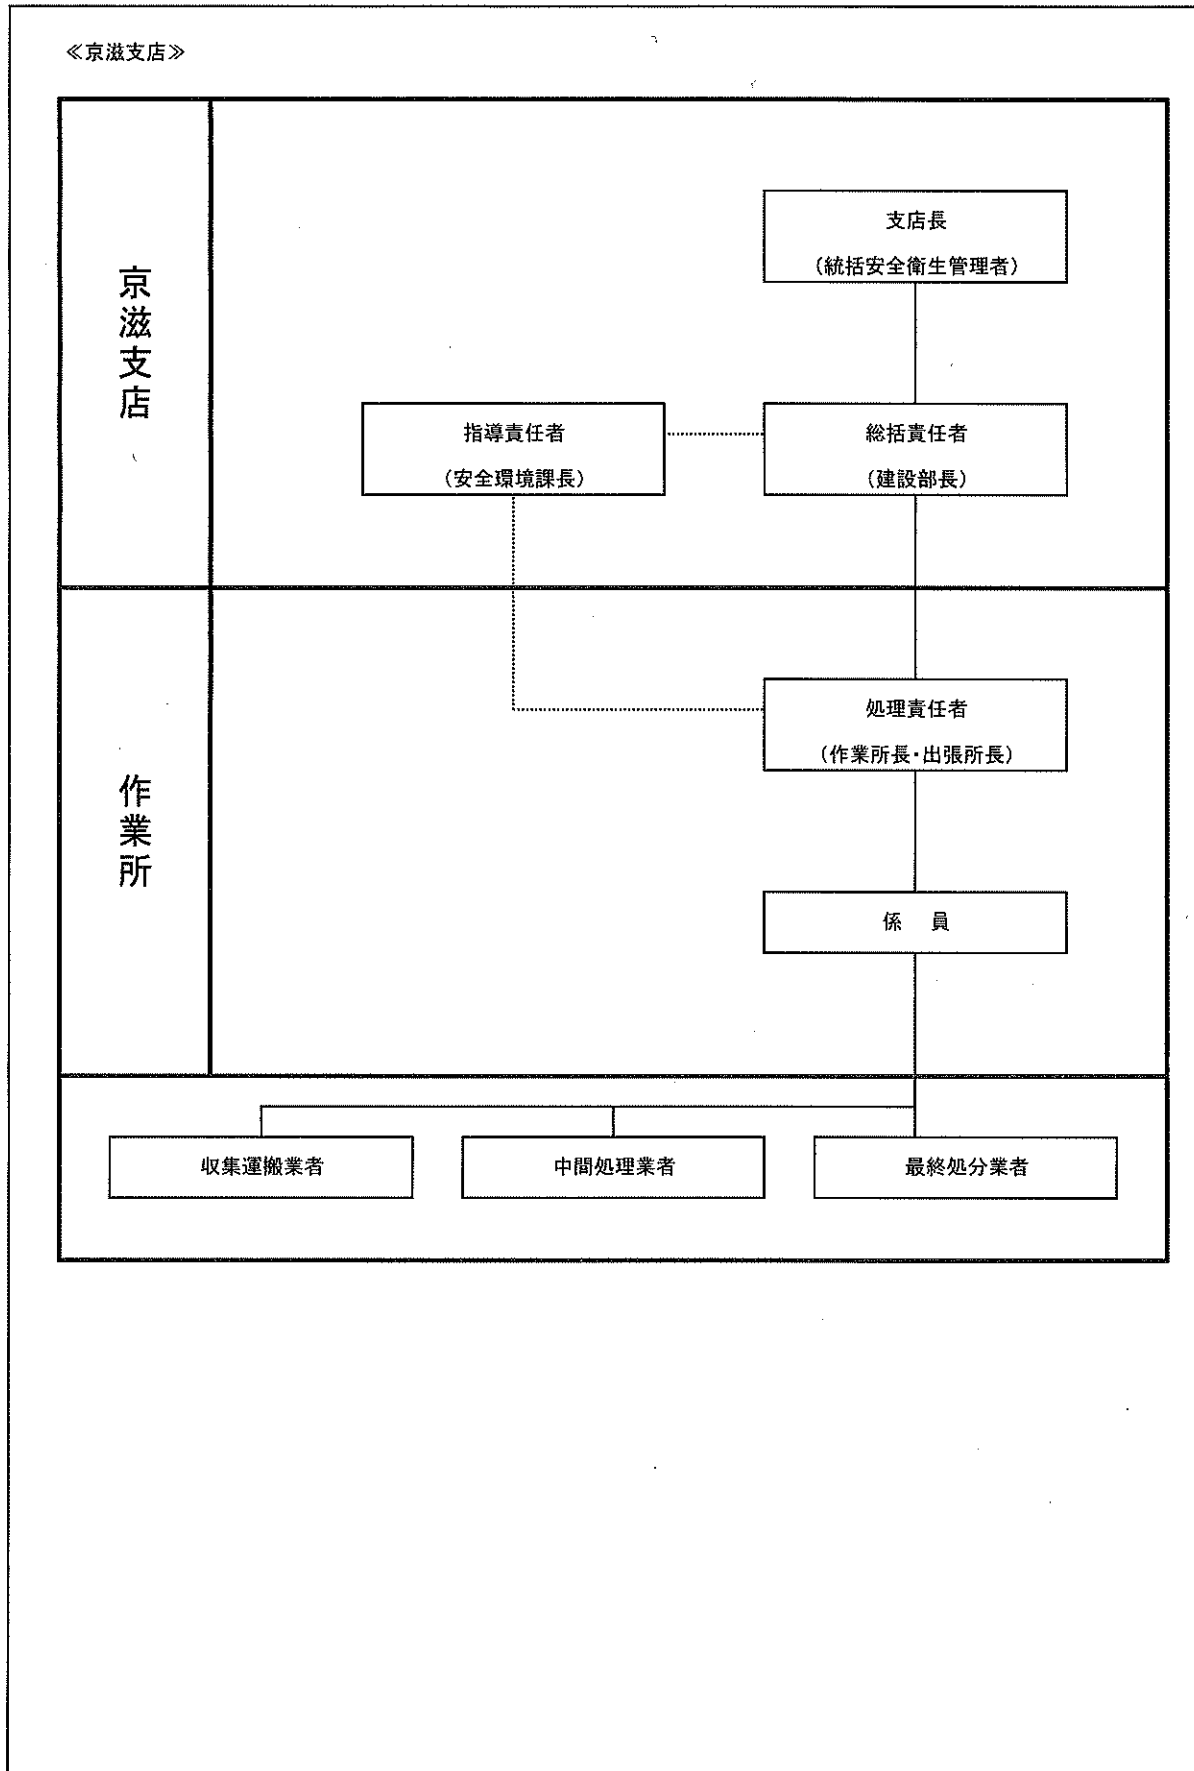 ≪京滋支店≫
京滋支店
支店長
(統括安全衛生管理者)
指導責任者
(安全環境課長)
総括責任者
(建設部長)
作業所
処理責任者
(作業所長・出張所長)
係 員
収集運搬業者
中間処理業者
最終処分業者